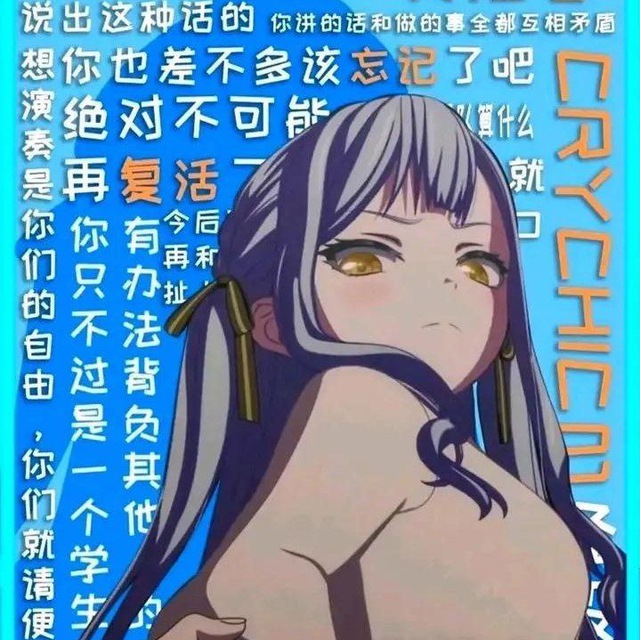 说出这种话的
你讲的话和做的事全都互相矛盾
想你也差不多该忘记了吧
绝对不可能
算什么
再复活
就
今后
再和
扯
有办法背负其他
你只不过是一个学生
的
演奏是你们的自由，你们就请便
CRYCHIC